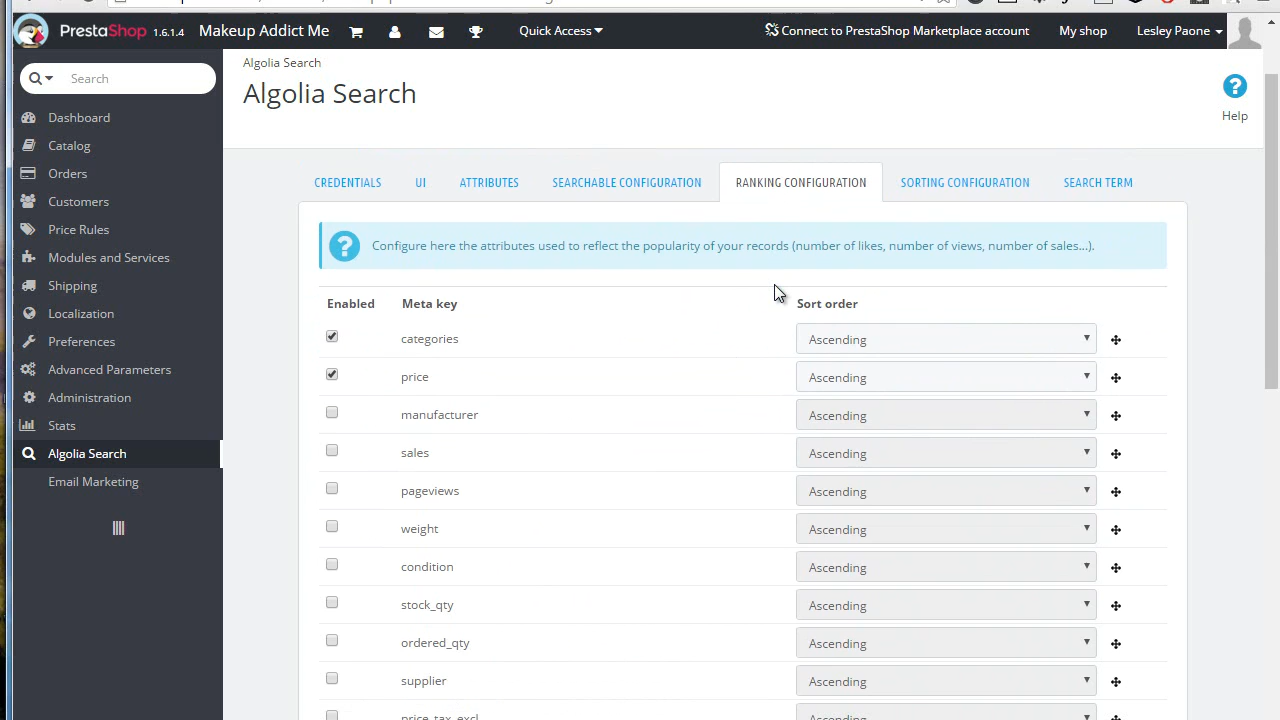 PrestaShop 1.6.1.4 Makeup Addict Me Quick Access Connect to PrestaShop Marketplace account My shop Lesley Paone
Search
Dashboard
Catalog
Orders
Customers
Price Rules
Modules and Services
Shipping
Localization
Preferences
Advanced Parameters
Administration
Stats
Algolia Search
Email Marketing
Algolia Search
Algolia Search
Help
CREDENTIALS UI ATTRIBUTES SEARCHABLE CONFIGURATION RANKING CONFIGURATION SORTING CONFIGURATION SEARCH TERM
Configure here the attributes used to reflect the popularity of your records (number of likes, number of views, number of sales...).
Enabled Meta key Sort order
categories Ascending
price Ascending
manufacturer Ascending
sales Ascending
pageviews Ascending
weight Ascending
condition Ascending
stock_qty Ascending
ordered_qty Ascending
supplier Ascending
price_tax_excl Ascending